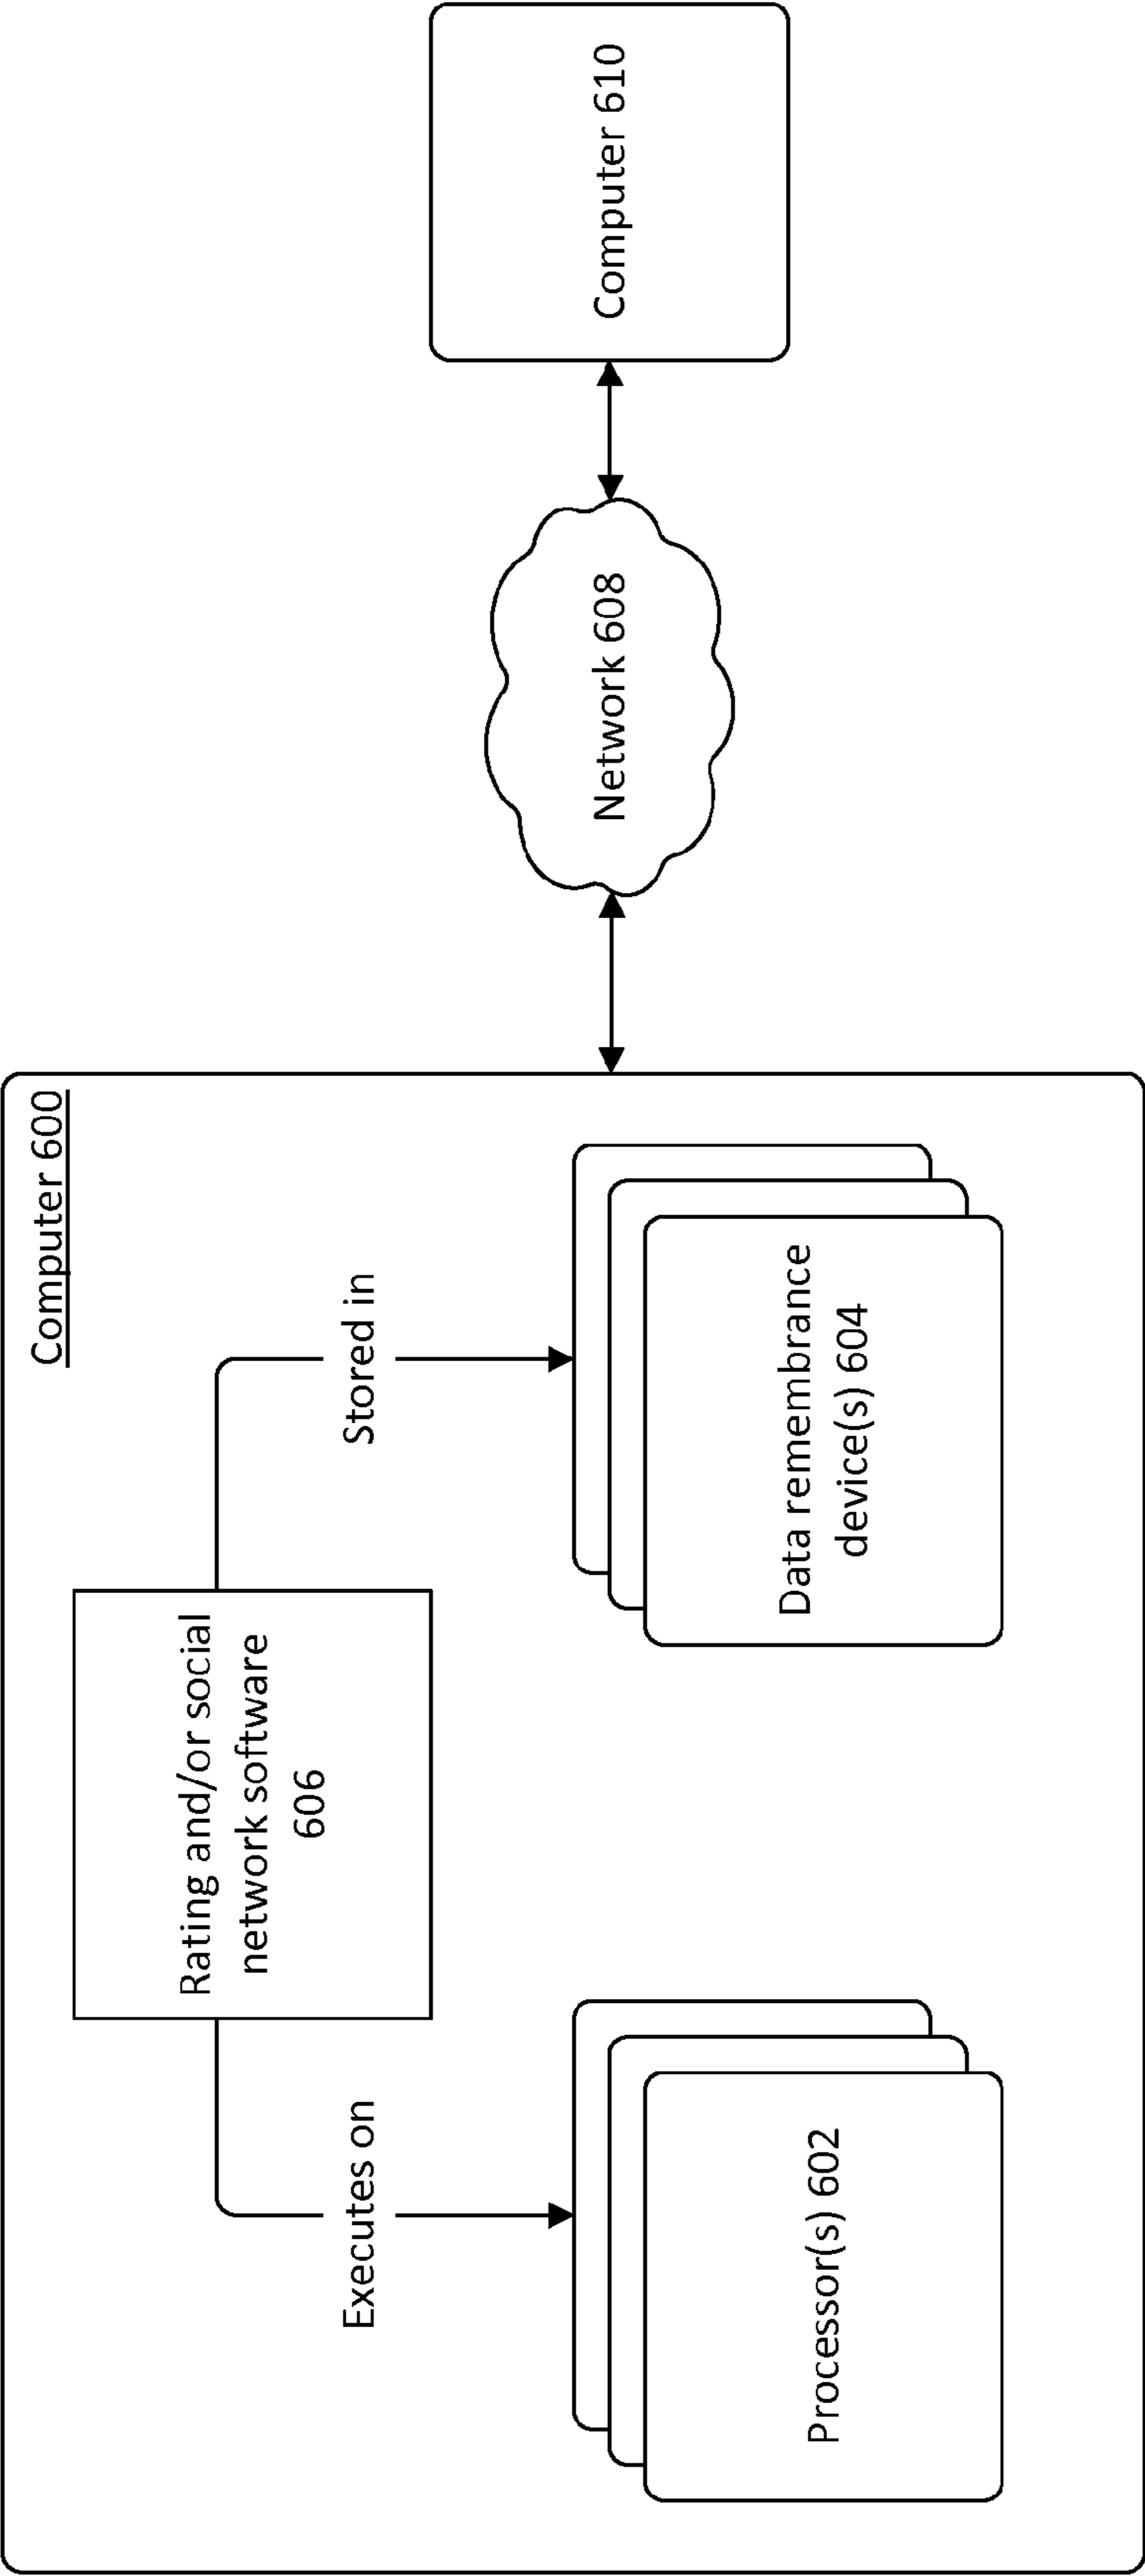 Computer 600
Rating and/or social
network software
606
Executes on
Stored in
Processor(s) 602
Data remembrance
device(s) 604
Network 608
Computer 610